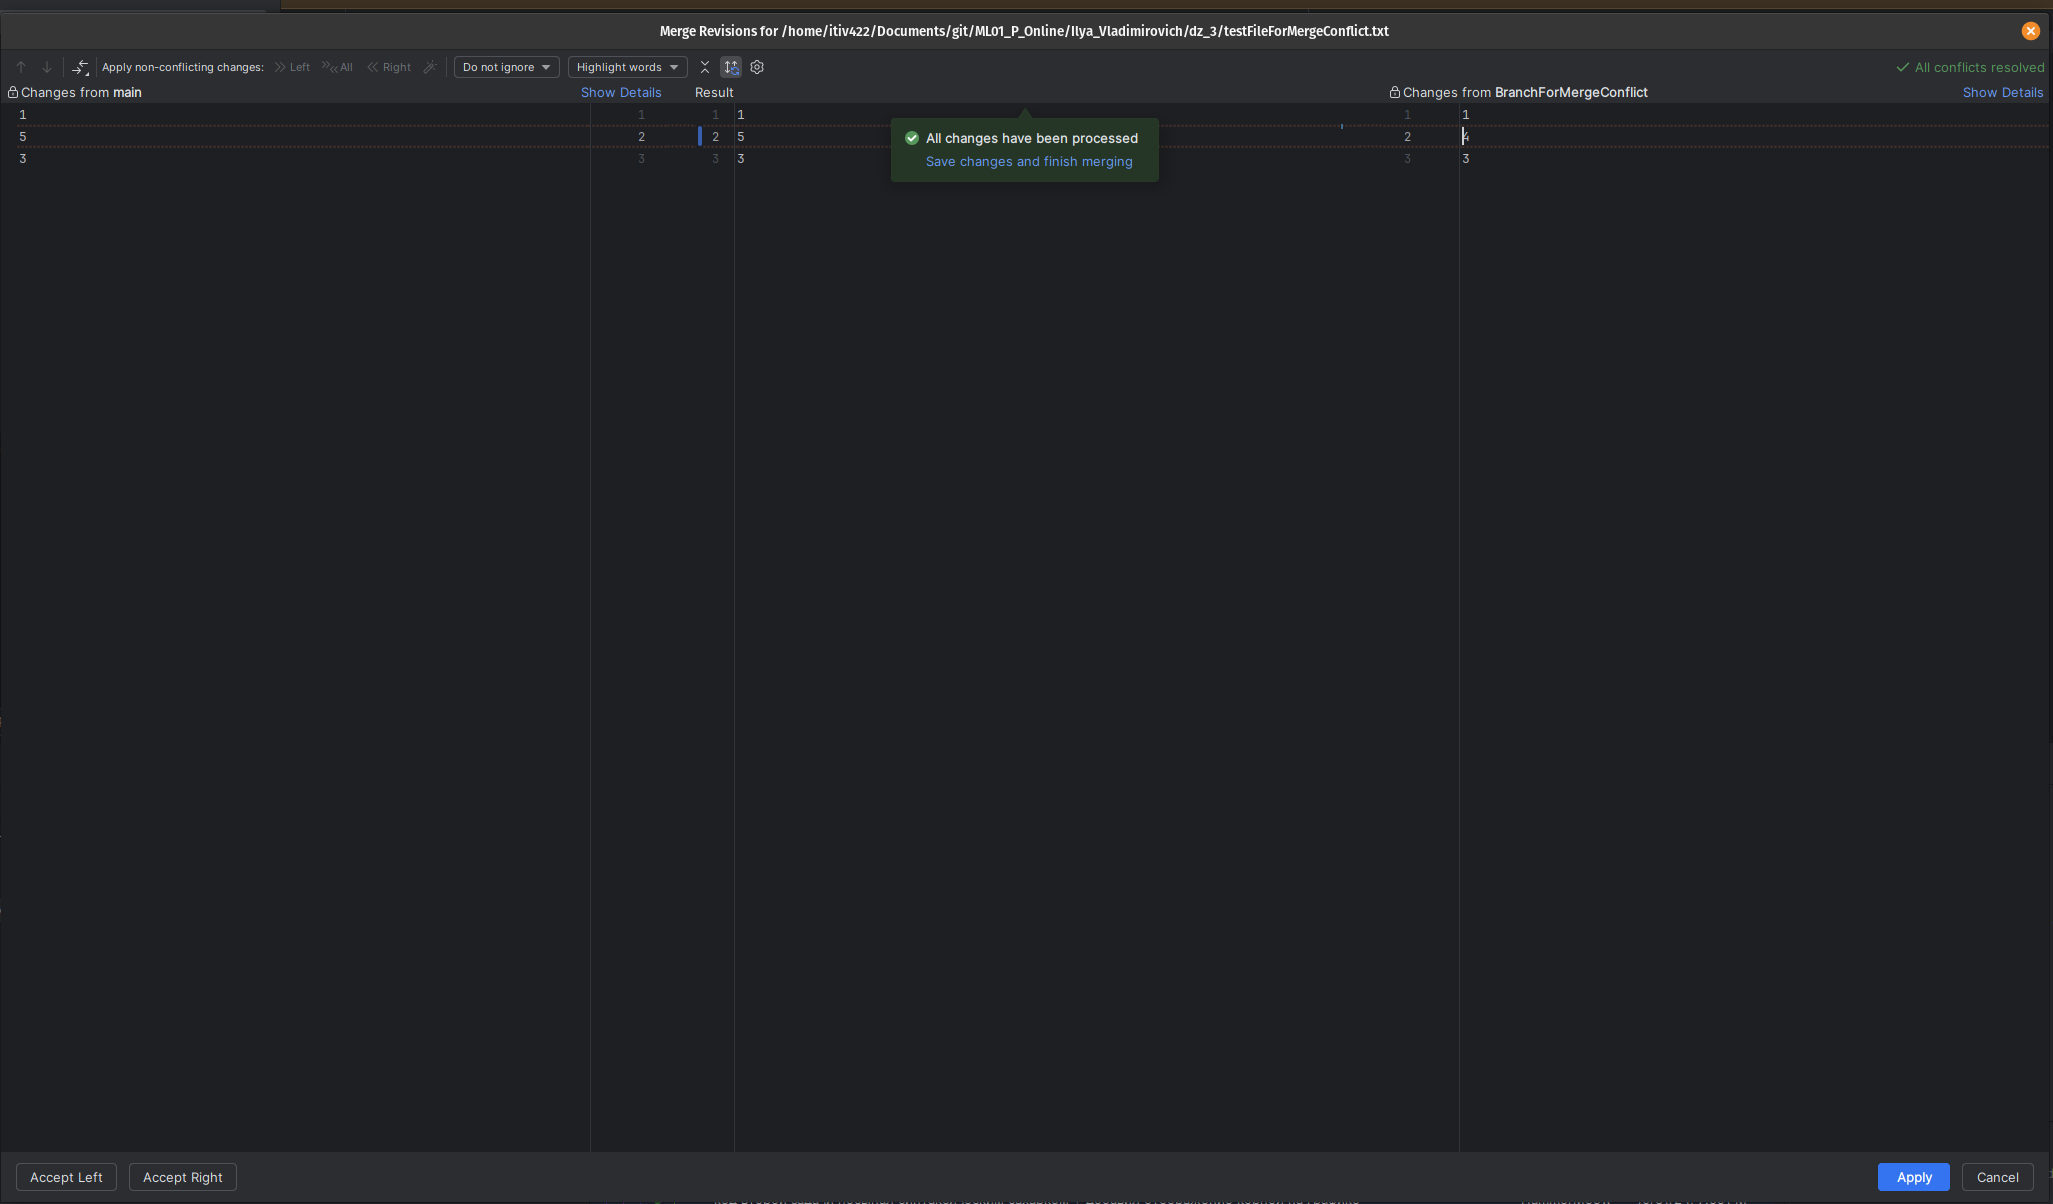 Merge Revisions for /home/itiv422/Documents/git/ML01_P_Online/Ilya_Vladimirovich/dz_3/testFileForMergeConflict.txt
Apply non-conflicting changes: Left All Right Do not ignore Highlight words All conflicts resolved
Changes from main Show Details Result Changes from BranchForMergeConflict Show Details
1 1 1 1 1 1
5 2 2 5 2 4
3 3 3 3 3 3
All changes have been processed
Save changes and finish merging
Accept Left Accept Right Apply Cancel